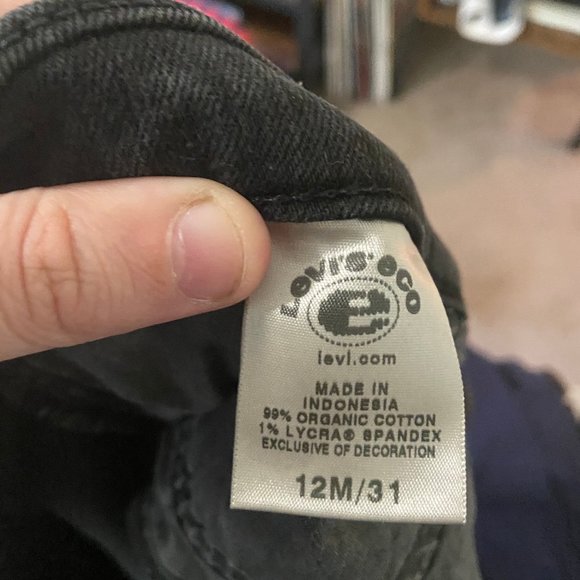 Levi's® eco
e
levi.com
MADE IN
INDONESIA
99% ORGANIC COTTON
1% LYCRA® SPANDEX
EXCLUSIVE OF DECORATION
12M/31